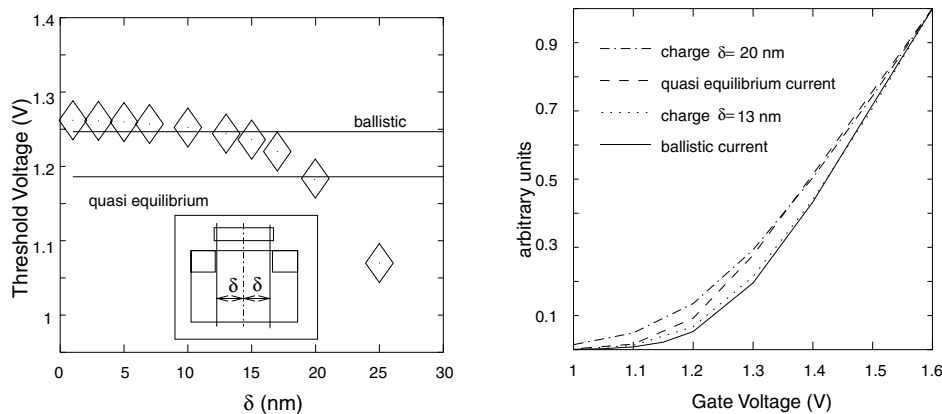 1.4
1.3
1.2
1.1
1
Threshold Voltage (V)
ballistic
quasi equilibrium
δ δ
0 5 10 15 20 25 30
δ (nm)
0.9
0.7
0.5
0.3
0.1
arbitrary units
charge δ= 20 nm
quasi equilibrium current
charge δ=13 nm
ballistic current
1 1.1 1.2 1.3 1.4 1.5 1.6
Gate Voltage (V)